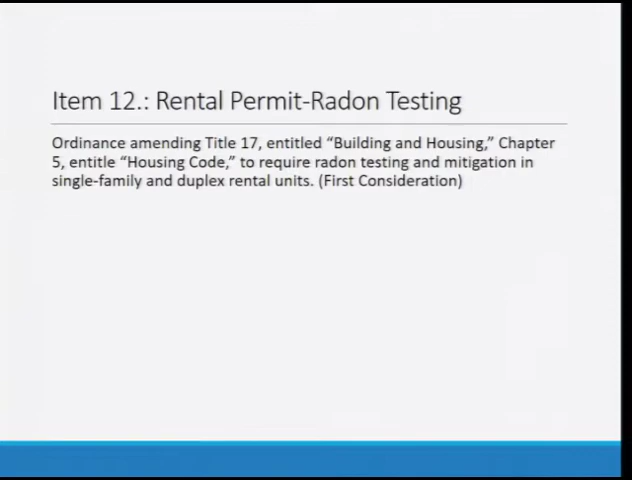 Item 12.: Rental Permit-Radon Testing
Ordinance amending Title 17, entitled “Building and Housing,” Chapter
5, entitle “Housing Code,” to require radon testing and mitigation in
single-family and duplex rental units. (First Consideration)